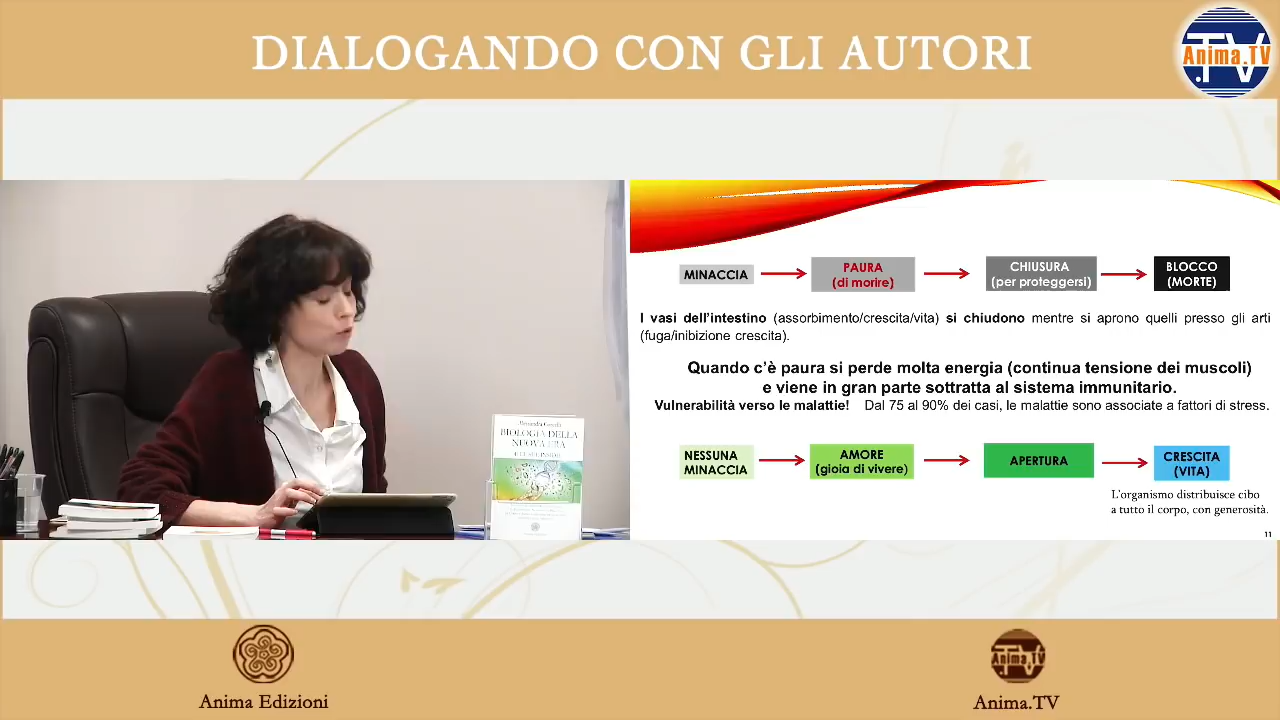 DIALOGANDO CON GLI AUTORI
.TV
Anima.TV
MINACCIA
PAURA
(di morire)
CHIUSURA
(per proteggersi)
BLOCCO
(MORTE)
I vasi dell'intestino (assorbimento/crescita/vita) si chiudono mentre si aprono quelli presso gli arti
(fuga/inibizione crescita).
Quando c'è paura si perde molta energia (continua tensione dei muscoli)
e viene in gran parte sottratta al sistema immunitario.
Vulnerabilità verso le malattie! Dal 75 al 90% dei casi, le malattie sono associate a fattori di stress.
NESSUNA
MINACCIA
AMORE
(gioia di vivere)
APERTURA
CRESCITA
(VITA)
L'organismo distribuisce cibo
a tutto il corpo, con generosità.
11
BIOLOGIA DELLA
NUOVA ERA
Anima Edizioni
Anima.TV
Anima.TV